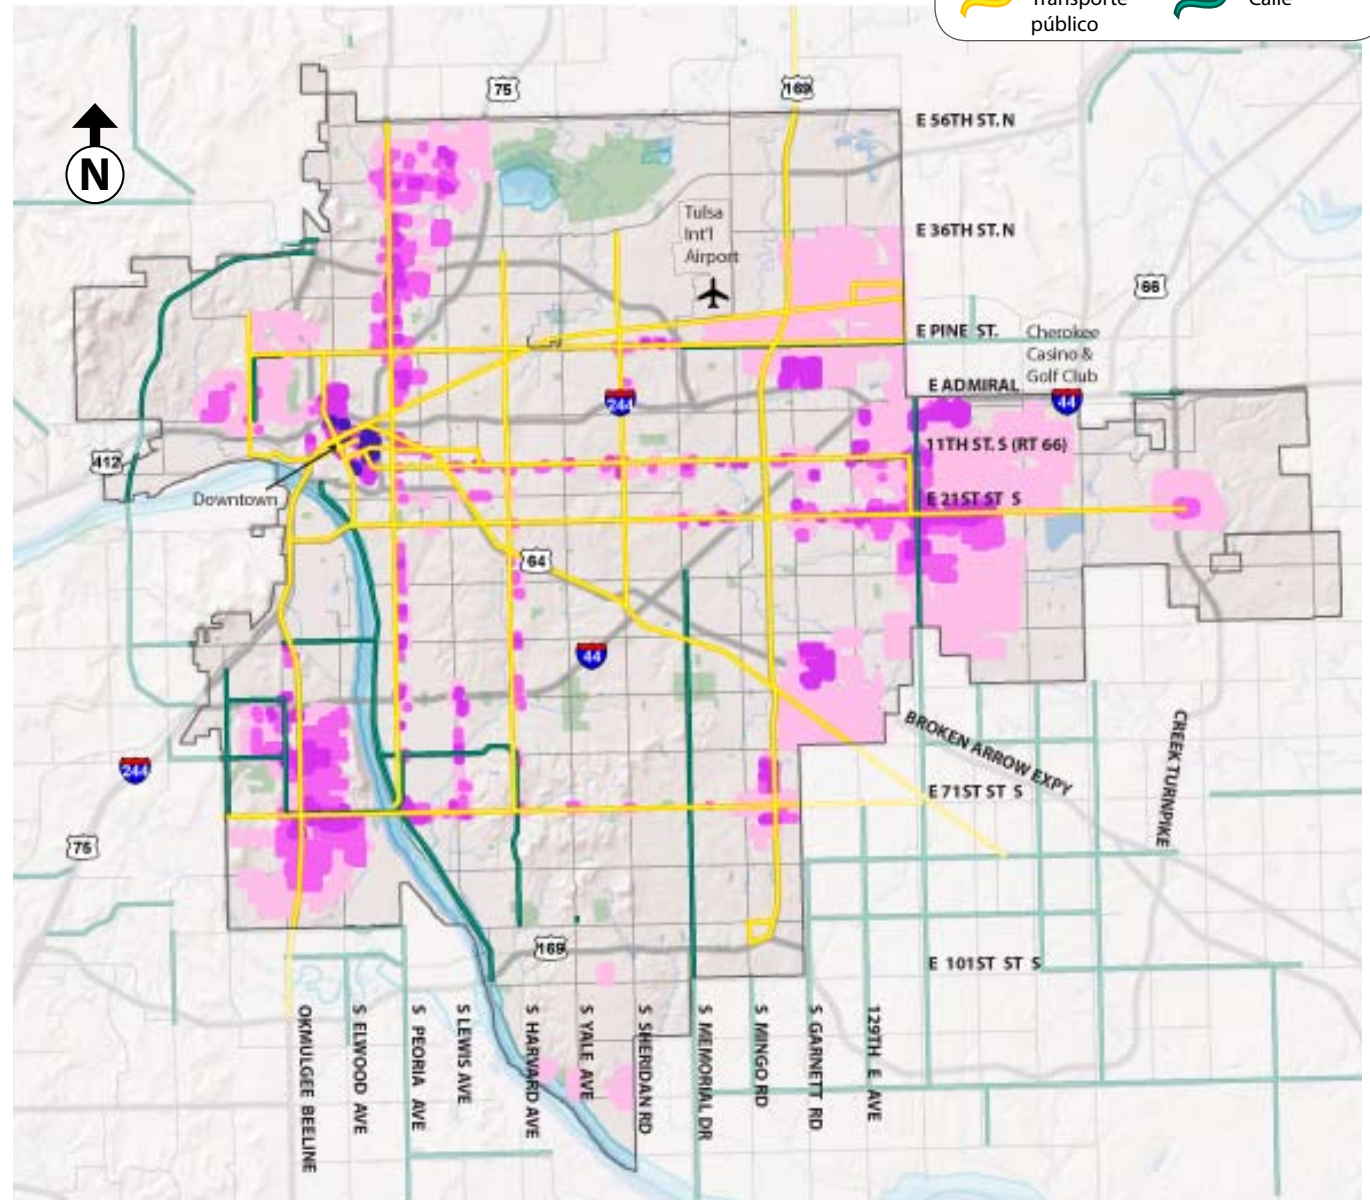 Transporte
público
Calle
75
169
E 56TH ST. N
N
Tulsa
Int'l
Airport
E 36TH ST. N
66
E PINE ST.
Cherokee
Casino &
Golf Club
E ADMIRAL
44
244
11TH ST. S (RT 66)
412
Downtown
E 21ST ST S
64
44
BROKEN ARROW EXPY
CREEK TURNPIKE
244
E 71ST ST S
75
169
E 101ST ST S
OKMULGEE BEELINE
S ELWOOD AVE
S PEORIA AVE
S LEWIS AVE
S HARVARD AVE
S YALE AVE
S SHERIDAN RD
S MEMORIAL DR
S MINGO RD
S GARNETT RD
129TH E AVE